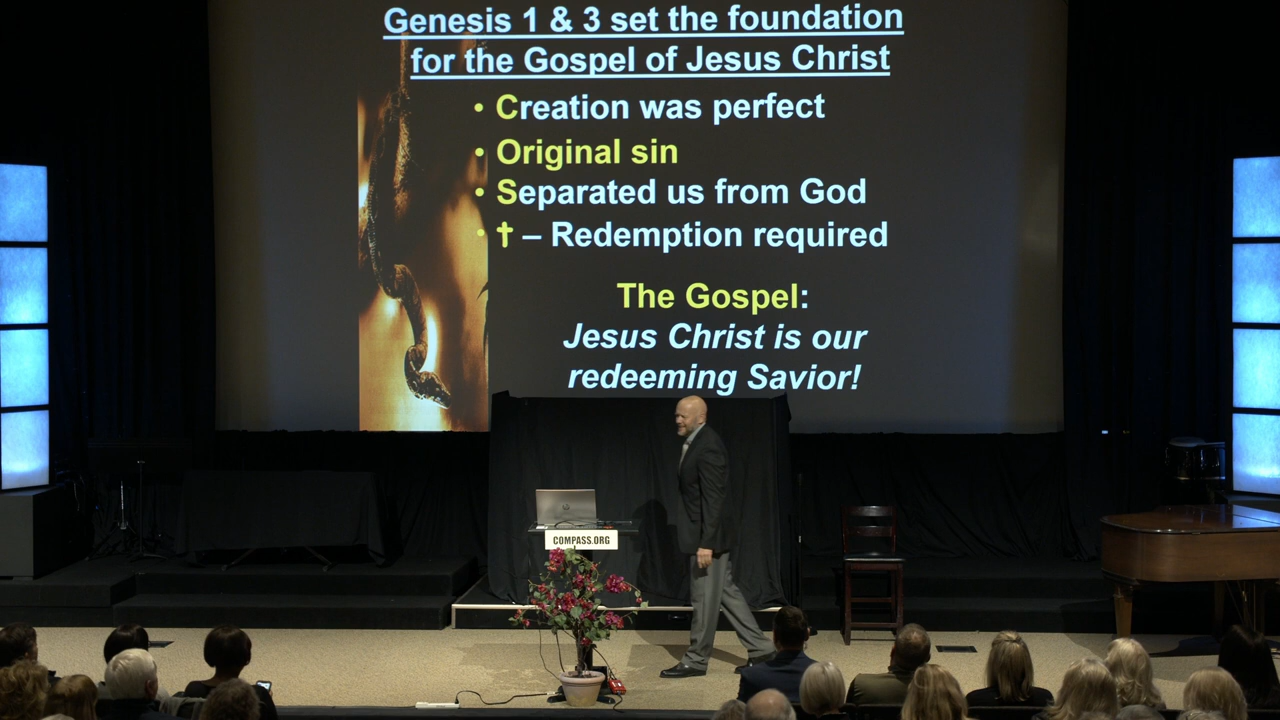 Genesis 1 & 3 set the foundation
for the Gospel of Jesus Christ
• Creation was perfect
• Original sin
• Separated us from God
• † – Redemption required
The Gospel:
Jesus Christ is our
redeeming Savior!
COMPASS.ORG